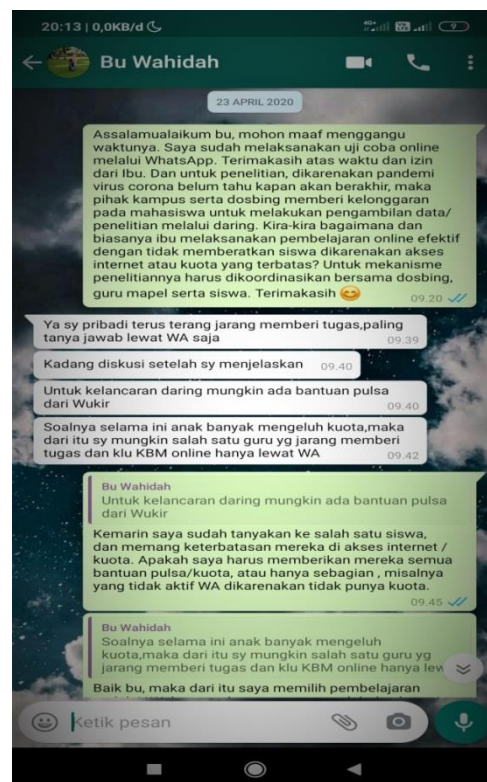 20:13 | 0,0KB/d
Bu Wahidah
23 APRIL 2020
Assalamualaikum bu, mohon maaf menggangu
waktunya. Saya sudah melaksanakan uji coba online
melalui WhatsApp. Terimakasih atas waktu dan izin
dari Ibu. Dan untuk penelitian, dikarenakan pandemi
virus corona belum tahu kapan akan berakhir, maka
pihak kampus serta dosbing memberi kelonggaran
pada mahasiswa untuk melakukan pengambilan data/
penelitian melalui daring. Kira-kira bagaimana dan
biasanya ibu melaksanakan pembelajaran online efektif
dengan tidak memberatkan siswa dikarenakan akses
internet atau kuota yang terbatas? Untuk mekanisme
penelitiannya harus dikoordinasikan bersama dosbing,
guru mapel serta siswa. Terimakasih 😊
09.20
Ya sy pribadi terus terang jarang memberi tugas,paling
tanya jawab lewat WA saja
09.39
Kadang diskusi setelah sy menjelaskan 09.40
Untuk kelancaran daring mungkin ada bantuan pulsa
dari Wukir
09.40
Soalnya selama ini anak banyak mengeluh kuota,maka
dari itu sy mungkin salah satu guru yg jarang memberi
tugas dan klu KBM online hanya lewat WA 09.42
Bu Wahidah
Untuk kelancaran daring mungkin ada bantuan pulsa
dari Wukir
Kemarin saya sudah tanyakan ke salah satu siswa,
dan memang keterbatasan mereka di akses internet /
kuota. Apakah saya harus memberikan mereka semua
bantuan pulsa/kuota, atau hanya sebagian , misalnya
yang tidak aktif WA dikarenakan tidak punya kuota.
09.45
Bu Wahidah
Soalnya selama ini anak banyak mengeluh
kuota,maka dari itu sy mungkin salah satu guru yg
jarang memberi tugas dan klu KBM online hanya lew
Baik bu, maka dari itu saya memilih pembelajaran
Ketik pesan